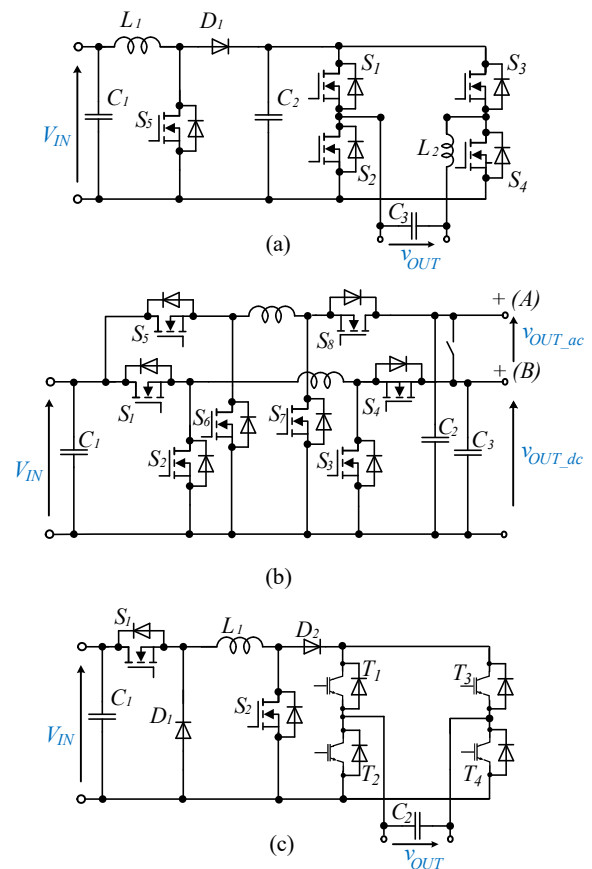 L1 D1
S1 S3
C1 S5 C2
VIN
S2 L2 S4
C3
vOUT
(a)
+ (A)
S5 S8
vOUT_ac
+ (B)
S1 S6 S7 S4
C1 C2
S2 S3 C3
VIN vOUT_dc
(b)
S1 L1 D2
T1 T3
C1 S2
VIN D1
T2 T4
C2
vOUT
(c)